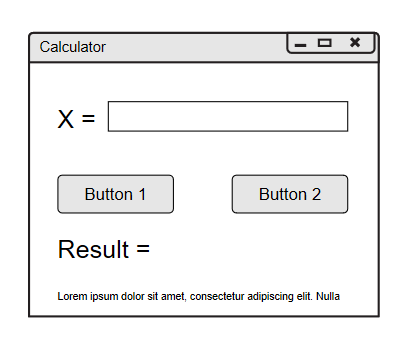 Calculator
X =
Button 1 Button 2
Result =
Lorem ipsum dolor sit amet, consectetur adipiscing elit. Nulla